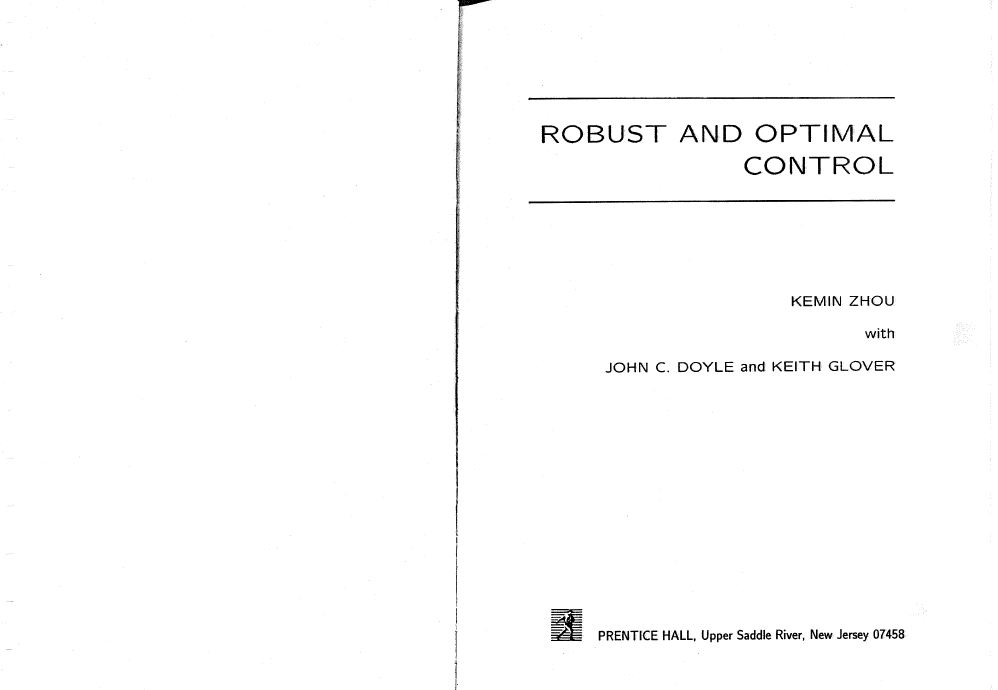 ROBUST AND OPTIMAL
CONTROL
KEMIN ZHOU
with
JOHN C. DOYLE and KEITH GLOVER
PRENTICE HALL, Upper Saddle River, New Jersey 07458